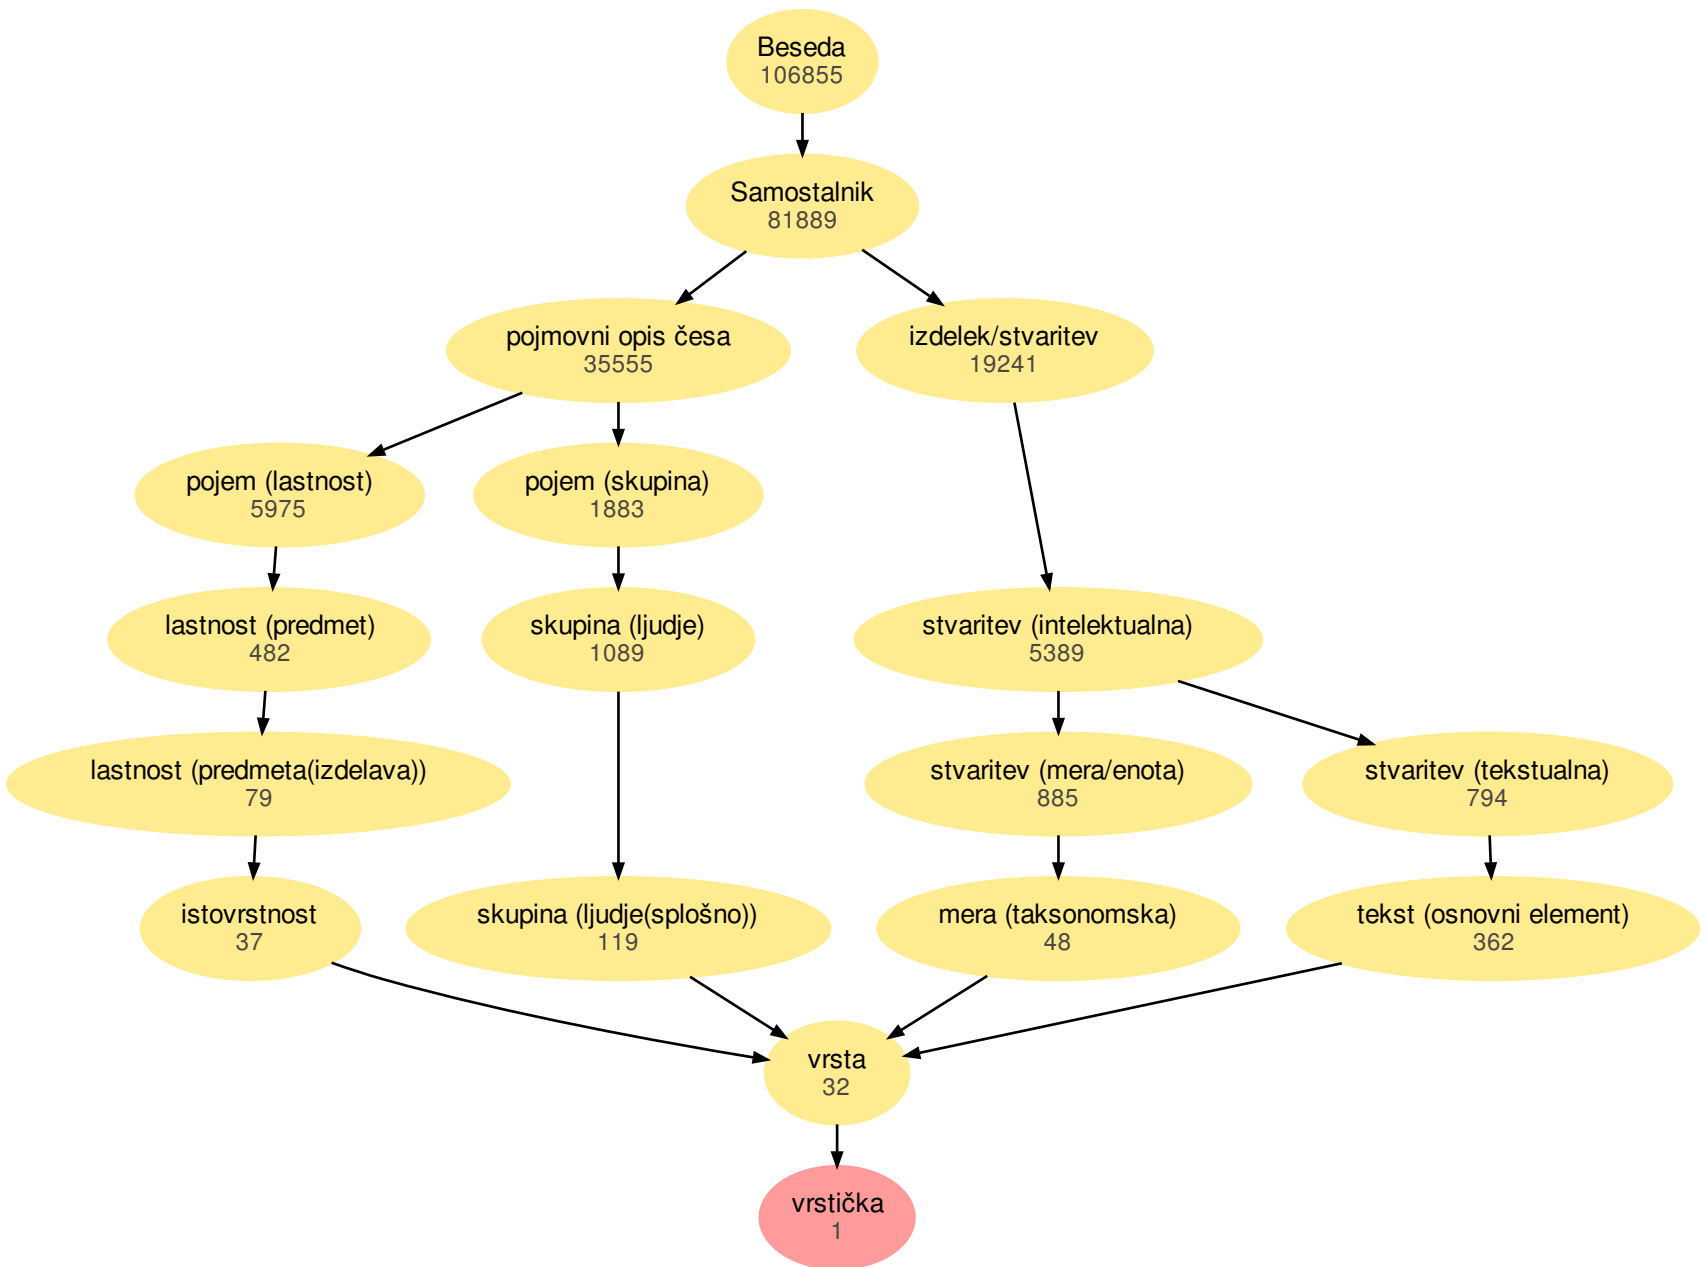 Beseda
106855
Samostalnik
81889
pojmovni opis česa
35555
izdelek/stvaritev
19241
pojem (lastnost)
5975
pojem (skupina)
1883
lastnost (predmet)
482
skupina (ljudje)
1089
stvaritev (intelektualna)
5389
lastnost (predmeta(izdelava))
79
stvaritev (mera/enota)
885
stvaritev (tekstualna)
794
istovrstnost
37
skupina (ljudje(splošno))
119
mera (taksonomska)
48
tekst (osnovni element)
362
vrsta
32
vrstička
1